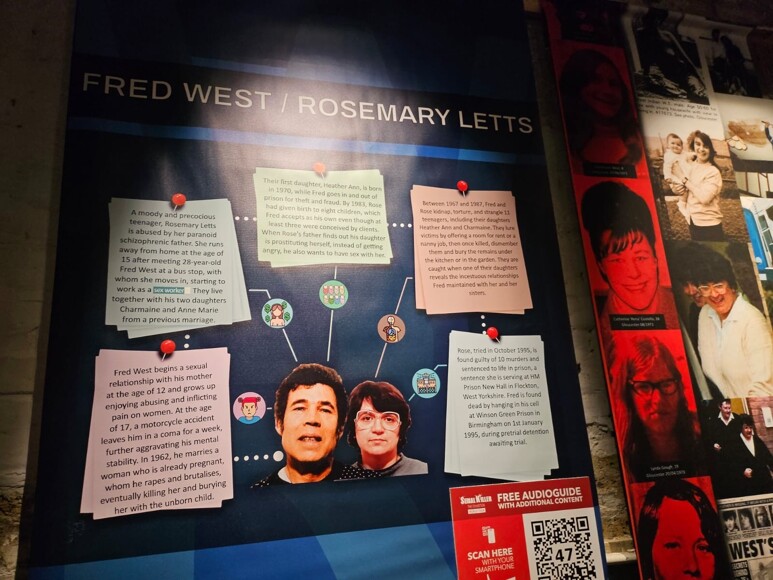 FRED WEST / ROSEMARY LETTS
Their first daughter, Heather Ann, is born
in 1970, while Fred goes in and out of
prison for theft and fraud. By 1983, Rose
had given birth to eight children, which
Fred accepts as his own even though at
least three were conceived by clients.
When Rose's father finds out his daughter
is prostituting herself, instead of getting
angry, he also wants to have sex with her.
A moody and precocious
teenager, Rosemary Letts
is abused by her paranoid
schizophrenic father. She runs
away from home at the age of
15 after meeting 28-year-old
Fred West at a bus stop, with
whom she moves in, starting to
work as a sex worker. They live
together with his two daughters
Charmaine and Anne Marie
from a previous marriage.
Between 1967 and 1987, Fred and
Rose kidnap, torture, and strangle 13
teenagers, including their daughters
Heather Ann and Charmaine. They lure
victims by offering a room for rent or a
nanny job, then once killed, dismember
them and bury the remains under
the kitchen or in the garden. They are
caught when one of their daughters
reveals the incestuous relationships
Fred maintained with her and her
sisters.
Fred West begins a sexual
relationship with his mother
at the age of 12 and grows up
enjoying abusing and inflicting
pain on women. At the age
of 17, a motorcycle accident
leaves him in a coma for a week,
further aggravating his mental
stability. In 1962, he marries a
woman who is already pregnant,
whom he rapes and brutalises,
eventually killing her and burying
her with the unborn child.
Rose, tried in October 1995, is
found guilty of 10 murders and
sentenced to life in prison, a
sentence she is serving at HM
Prison New Hall in Flockton,
West Yorkshire. Fred is found
dead by hanging in his cell
at Winson Green Prison in
Birmingham on 1st January
1995, during pretrial detention
awaiting trial.
SERIAL KILLER
FREE AUDIOGUIDE
WITH ADDITIONAL CONTENT
SCAN HERE
WITH YOUR
SMARTPHONE
47
WEST'S